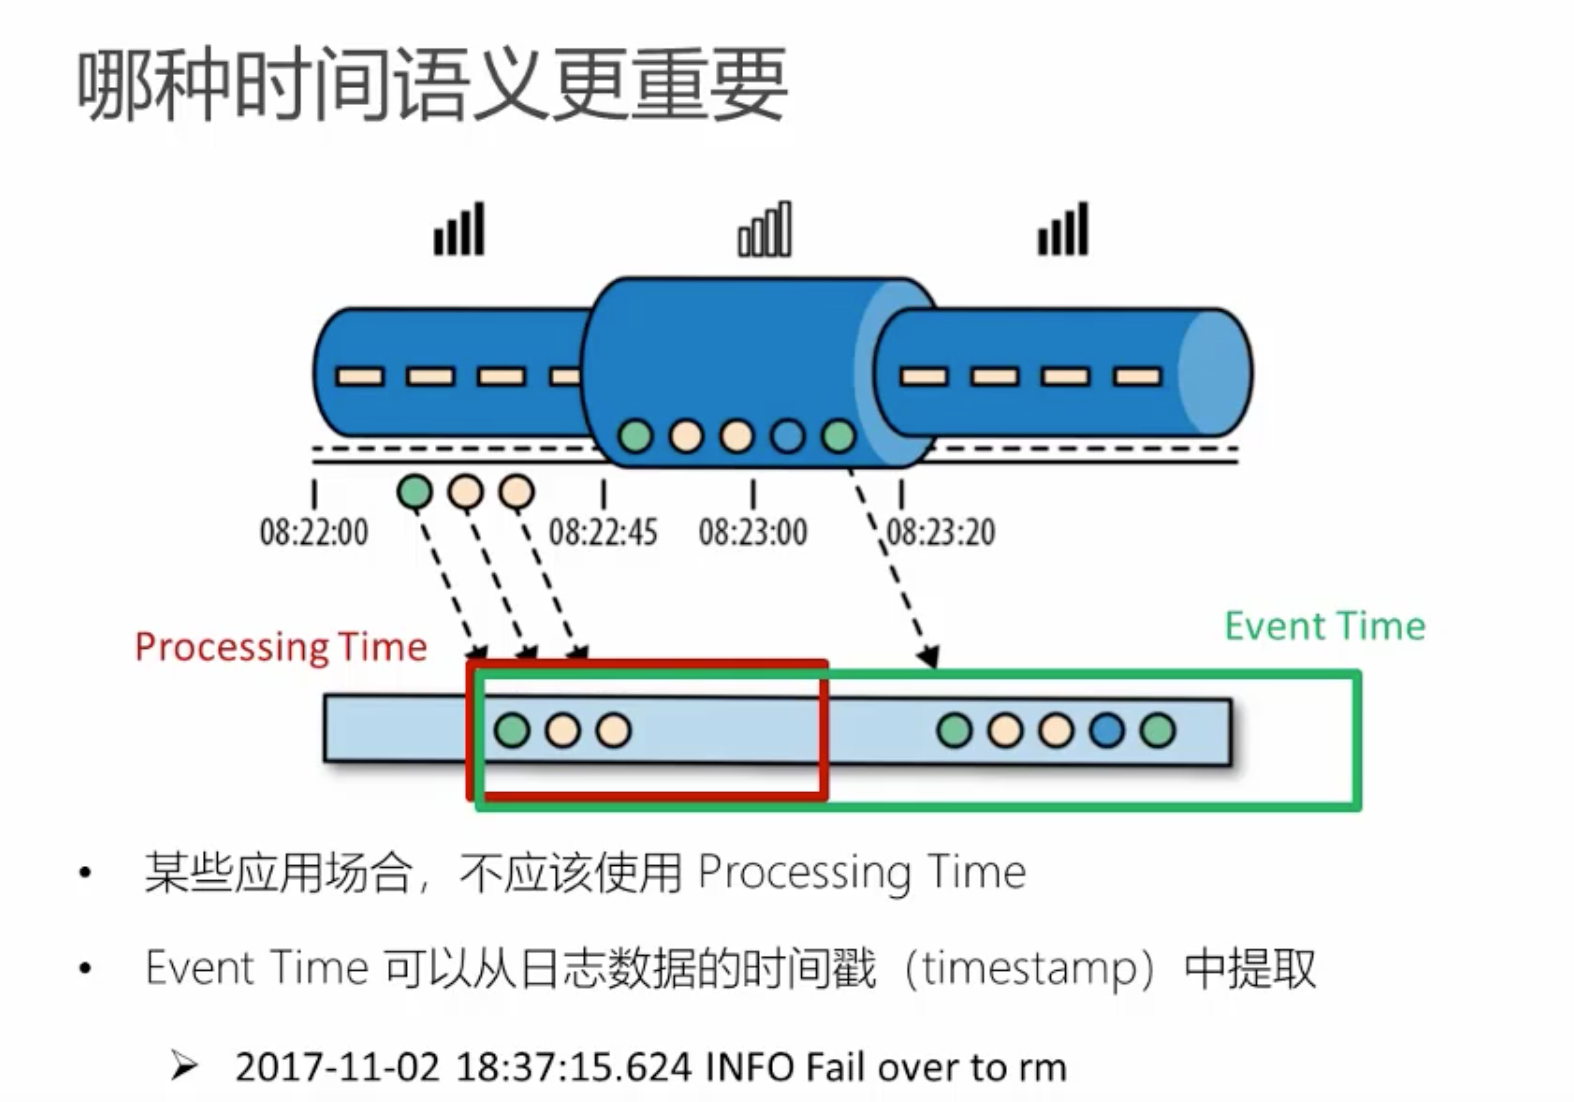 哪种时间语义更重要
08:22:00
08:22:45
08:23:00
08:23:20
Processing Time
Event Time
• 某些应用场合，不应该使用 Processing Time
• Event Time 可以从日志数据的时间戳（timestamp）中提取
➢ 2017-11-02 18:37:15.624 INFO Fail over to rm